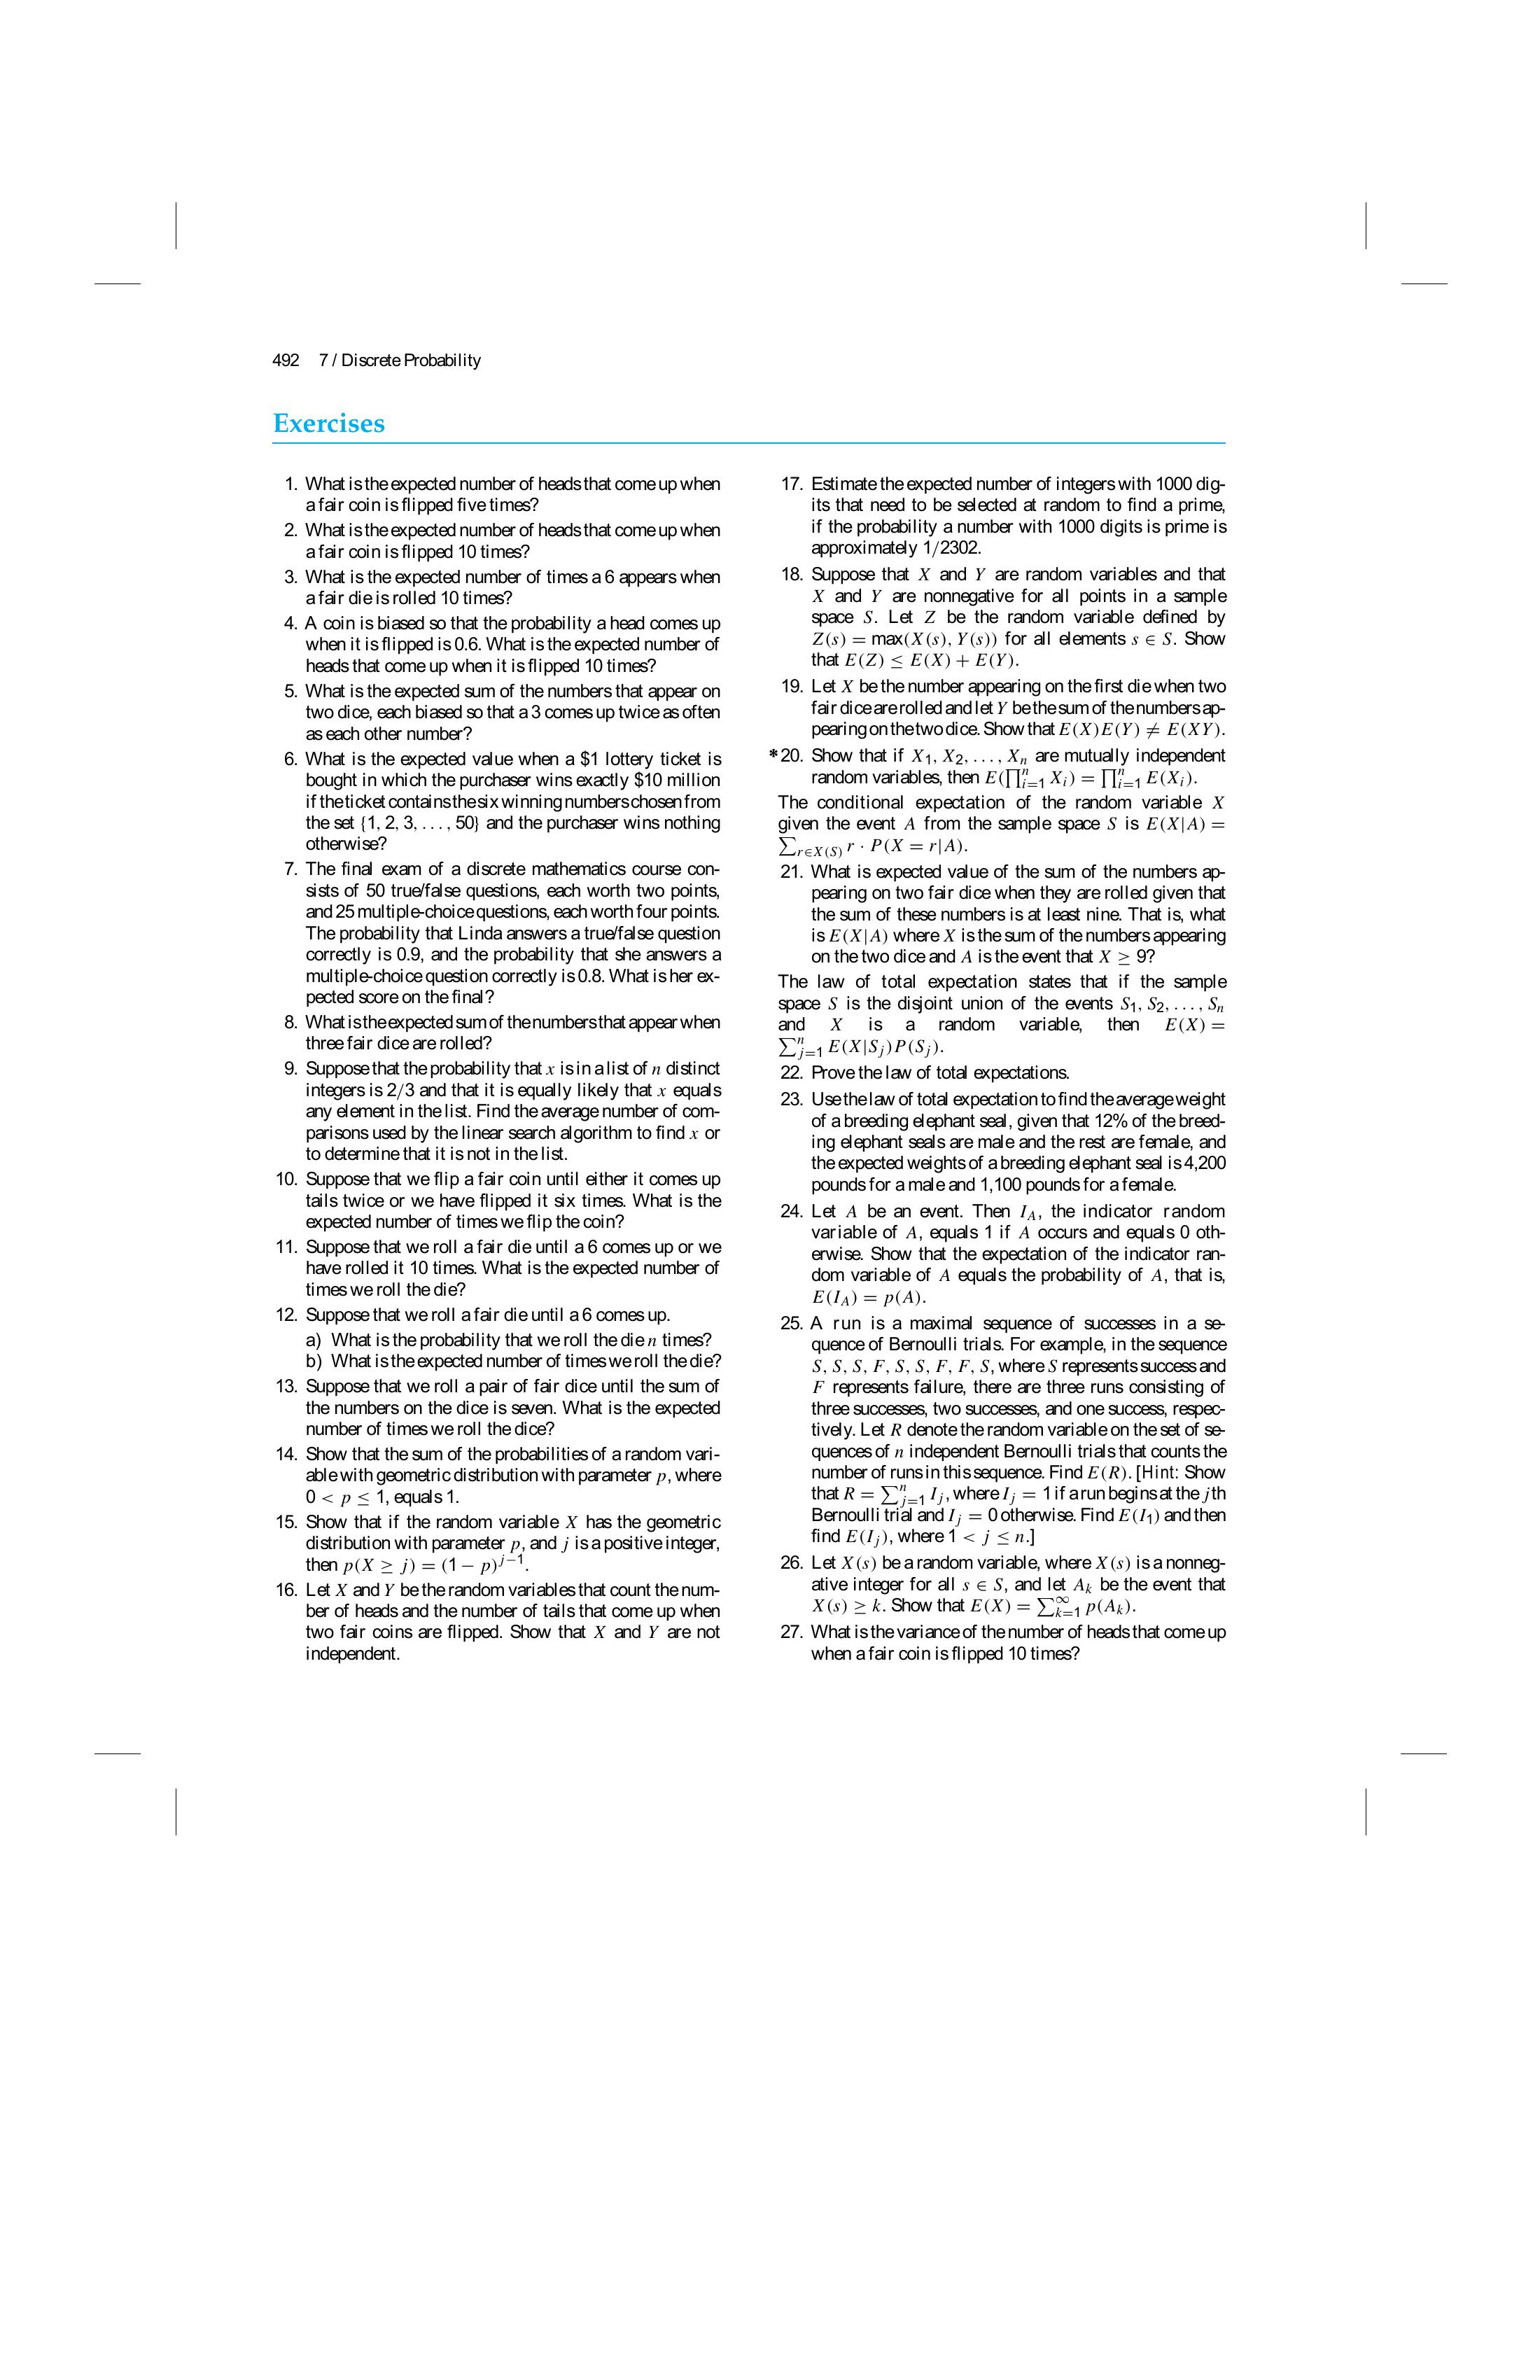 492 7 / Discrete Probability
Exercises
1. What is the expected number of heads that come up when
a fair coin is flipped five times?
2. What is the expected number of heads that come up when
a fair coin is flipped 10 times?
3. What is the expected number of times a 6 appears when
a fair die is rolled 10 times?
4. A coin is biased so that the probability a head comes up
when it is flipped is 0.6. What is the expected number of
heads that come up when it is flipped 10 times?
5. What is the expected sum of the numbers that appear on
two dice, each biased so that a 3 comes up twice as often
as each other number?
6. What is the expected value when a $1 lottery ticket is
bought in which the purchaser wins exactly $10 million
if the ticket contains the six winning numbers chosen from
the set {1, 2, 3, . . . , 50} and the purchaser wins nothing
otherwise?
7. The final exam of a discrete mathematics course con-
sists of 50 true/false questions, each worth two points,
and 25 multiple-choice questions, each worth four points.
The probability that Linda answers a true/false question
correctly is 0.9, and the probability that she answers a
multiple-choice question correctly is 0.8. What is her ex-
pected score on the final?
8. What is the expected sum of the numbers that appear when
three fair dice are rolled?
9. Suppose that the probability that x is in a list of n distinct
integers is 2/3 and that it is equally likely that x equals
any element in the list. Find the average number of com-
parisons used by the linear search algorithm to find x or
to determine that it is not in the list.
10. Suppose that we flip a fair coin until either it comes up
tails twice or we have flipped it six times. What is the
expected number of times we flip the coin?
11. Suppose that we roll a fair die until a 6 comes up or we
have rolled it 10 times. What is the expected number of
times we roll the die?
12. Suppose that we roll a fair die until a 6 comes up.
a) What is the probability that we roll the die n times?
b) What is the expected number of times we roll the die?
13. Suppose that we roll a pair of fair dice until the sum of
the numbers on the dice is seven. What is the expected
number of times we roll the dice?
14. Show that the sum of the probabilities of a random vari-
able with geometric distribution with parameter p, where
0 < p ≤ 1, equals 1.
15. Show that if the random variable X has the geometric
distribution with parameter p, and j is a positive integer,
then p(X ≥ j) = (1 − p)^{j−1}.
16. Let X and Y be the random variables that count the num-
ber of heads and the number of tails that come up when
two fair coins are flipped. Show that X and Y are not
independent.
17. Estimate the expected number of integers with 1000 dig-
its that need to be selected at random to find a prime,
if the probability a number with 1000 digits is prime is
approximately 1/2302.
18. Suppose that X and Y are random variables and that
X and Y are nonnegative for all points in a sample
space S. Let Z be the random variable defined by
Z(s) = max(X(s), Y(s)) for all elements s ∈ S. Show
that E(Z) ≤ E(X) + E(Y).
19. Let X be the number appearing on the first die when two
fair dice are rolled and let Y be the sum of the numbers ap-
pearing on the two dice. Show that E(X)E(Y) ≠ E(XY).
*20. Show that if X_1, X_2, . . . , X_n are mutually independent
random variables, then E(∏_{i=1}^n X_i) = ∏_{i=1}^n E(X_i).
The conditional expectation of the random variable X
given the event A from the sample space S is E(X|A) =
∑_{r∈X(S)} r · P(X = r|A).
21. What is expected value of the sum of the numbers ap-
pearing on two fair dice when they are rolled given that
the sum of these numbers is at least nine. That is, what
is E(X|A) where X is the sum of the numbers appearing
on the two dice and A is the event that X ≥ 9?
The law of total expectation states that if the sample
space S is the disjoint union of the events S_1, S_2, . . . , S_n
and X is a random variable, then E(X) =
∑_{j=1}^n E(X|S_j)P(S_j).
22. Prove the law of total expectations.
23. Use the law of total expectation to find the average weight
of a breeding elephant seal, given that 12% of the breed-
ing elephant seals are male and the rest are female, and
the expected weights of a breeding elephant seal is 4,200
pounds for a male and 1,100 pounds for a female.
24. Let A be an event. Then I_A, the indicator random
variable of A, equals 1 if A occurs and equals 0 oth-
erwise. Show that the expectation of the indicator ran-
dom variable of A equals the probability of A, that is,
E(I_A) = p(A).
25. A run is a maximal sequence of successes in a se-
quence of Bernoulli trials. For example, in the sequence
S, S, S, F, S, S, F, F, S, where S represents success and
F represents failure, there are three runs consisting of
three successes, two successes, and one success, respec-
tively. Let R denote the random variable on the set of se-
quences of n independent Bernoulli trials that counts the
number of runs in this sequence. Find E(R). [Hint: Show
that R = ∑_{j=1}^n I_j, where I_j = 1 if a run begins at the jth
Bernoulli trial and I_j = 0 otherwise. Find E(I_1) and then
find E(I_j), where 1 < j ≤ n.]
26. Let X(s) be a random variable, where X(s) is a nonneg-
ative integer for all s ∈ S, and let A_k be the event that
X(s) ≥ k. Show that E(X) = ∑_{k=1}^∞ p(A_k).
27. What is the variance of the number of heads that come up
when a fair coin is flipped 10 times?